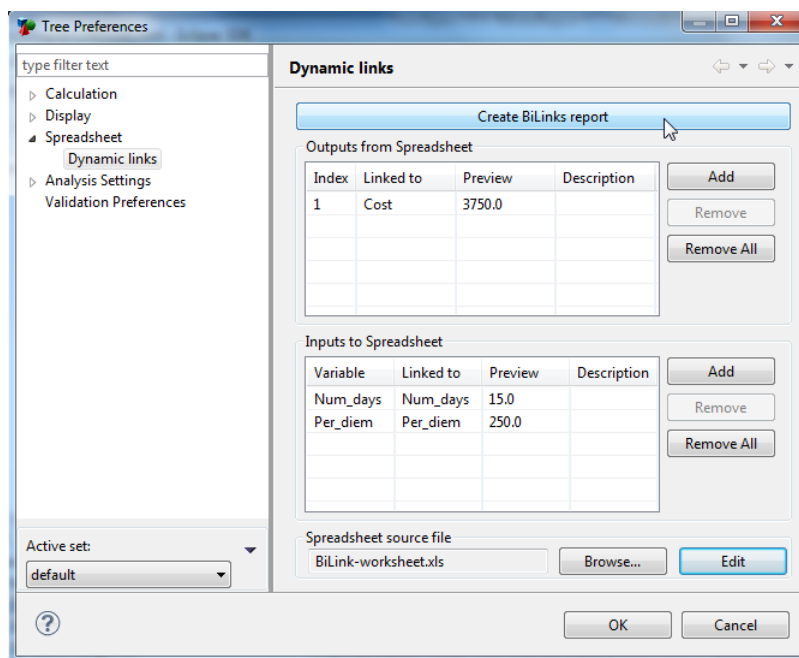 Tree Preferences
type filter text
Calculation
Display
Spreadsheet
Dynamic links
Analysis Settings
Validation Preferences
Active set:
default
Dynamic links
Create BiLinks report
Outputs from Spreadsheet
Index Linked to Preview Description
1 Cost 3750.0
Add
Remove
Remove All
Inputs to Spreadsheet
Variable Linked to Preview Description
Num_days Num_days 15.0
Per_diem Per_diem 250.0
Add
Remove
Remove All
Spreadsheet source file
BiLink-worksheet.xls Browse... Edit
OK Cancel